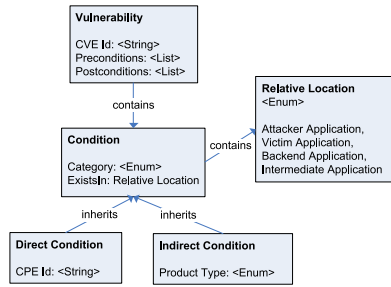 Vulnerability
CVE Id: <String>
Preconditions: <List>
Postconditions: <List>
contains
Relative Location
<Enum>
Attacker Application,
Victim Application,
Backend Application,
Intermediate Application
Condition
Category: <Enum>
ExistsIn: Relative Location
contains
inherits
inherits
Direct Condition
CPE Id: <String>
Indirect Condition
Product Type: <Enum>